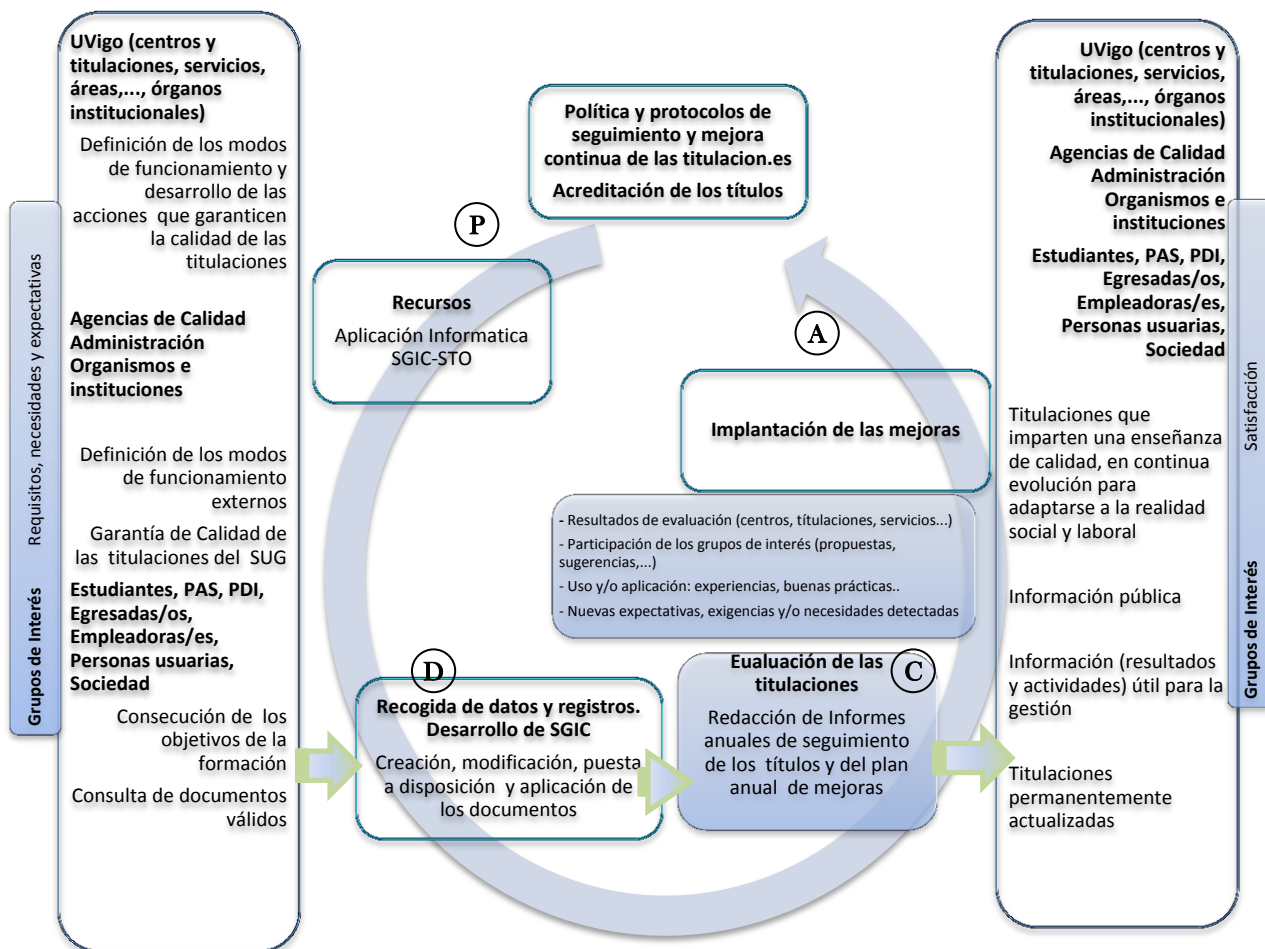 UVigo (centros y
titulaciones, servicios,
áreas,..., órganos
institucionales)
Definición de los modos
de funcionamiento y
desarrollo de las
acciones que garanticen
la calidad de las
titulaciones
Agencias de Calidad
Administración
Organismos e
instituciones
Definición de los modos
de funcionamiento
externos
Garantía de Calidad de
las titulaciones del SUG
Estudiantes, PAS, PDI,
Egresadas/os,
Empleadoras/es,
Personas usuarias,
Sociedad
Consecución de los
objetivos de la
formación
Consulta de documentos
válidos
Grupos de Interés Requisitos, necesidades y expectativas
Política y protocolos de
seguimiento y mejora
continua de las titulacion.es
Acreditación de los títulos
P
Recursos
Aplicación Informatica
SGIC-STO
A
Implantación de las mejoras
- Resultados de evaluación (centros, títulaciones, servicios...)
- Participación de los grupos de interés (propuestas,
sugerencias,...)
- Uso y/o aplicación: experiencias, buenas prácticas..
- Nuevas expectativas, exigencias y/o necesidades detectadas
D
Recogida de datos y registros.
Desarrollo de SGIC
Creación, modificación, puesta
a disposición y aplicación de
los documentos
C
Eualuación de las
titulaciones
Redacción de Informes
anuales de seguimiento
de los títulos y del plan
anual de mejoras
UVigo (centros y
titulaciones, servicios,
áreas,..., órganos
institucionales)
Agencias de Calidad
Administración
Organismos e
instituciones
Estudiantes, PAS, PDI,
Egresadas/os,
Empleadoras/es,
Personas usuarias,
Sociedad
Titulaciones que
imparten una enseñanza
de calidad, en continua
evolución para
adaptarse a la realidad
social y laboral
Información pública
Información (resultados
y actividades) útil para la
gestión
Titulaciones
permanentemente
actualizadas
Grupos de Interés Satisfacción